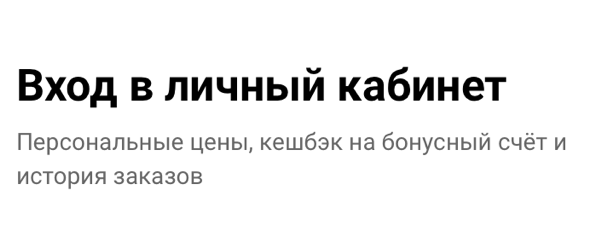 Вход в личный кабинет
Персональные цены, кешбэк на бонусный счёт и
история заказов